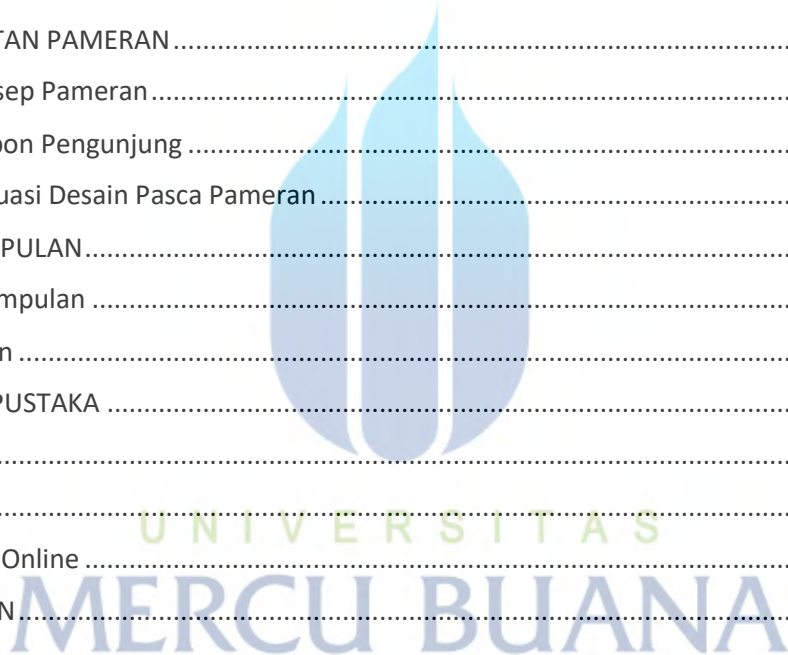 TAN PAMERAN
sep Pameran
pon Pengunjung
uasi Desain Pasca Pameran
PULAN
mpulan
n
PUSTAKA
Online
N
UNIVERSITAS
MERCU BUANA